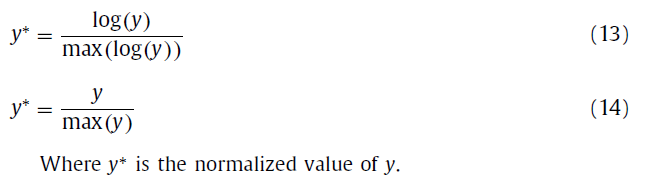 y* = log(y) / max(log(y)) (13)
y* = y / max(y) (14)
Where y* is the normalized value of y.